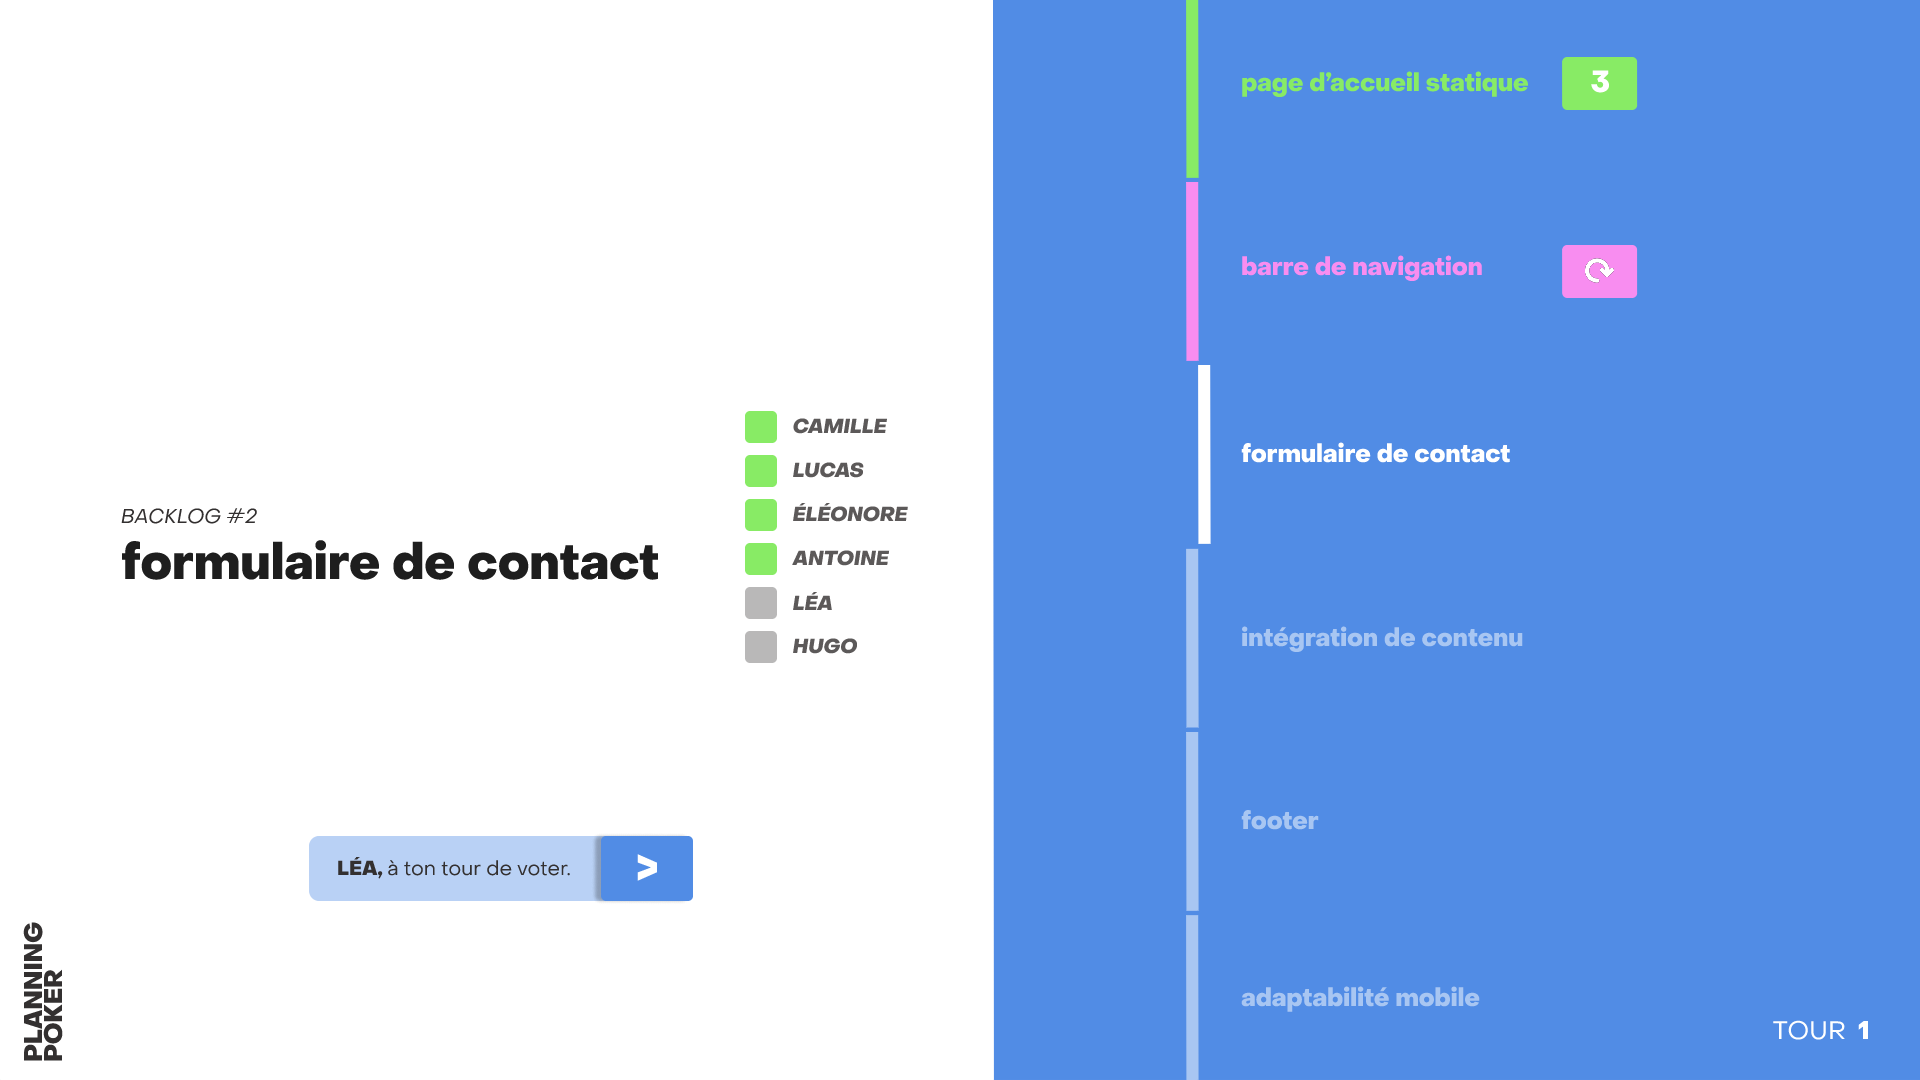 BACKLOG #2
formulaire de contact
CAMILLE
LUCAS
ÉLÉONORE
ANTOINE
LÉA
HUGO
LÉA, à ton tour de voter.
>
PLANNING
POKER
page d’accueil statique
3
barre de navigation
formulaire de contact
intégration de contenu
footer
adaptabilité mobile
TOUR 1